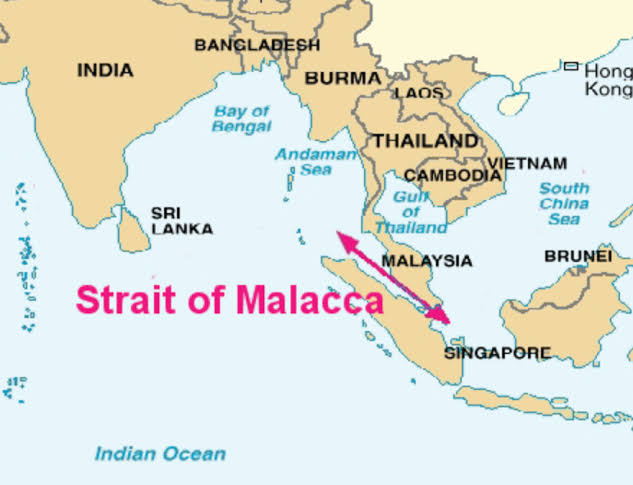 BANGLADESH
INDIA
BURMA
Hong
Kong
LAOS
Bay of
Bengal
THAILAND
Andaman
Sea
VIETNAM
CAMBODIA
Gulf
of
Thailand
South
China
Sea
SRI
LANKA
MALAYSIA
BRUNEI
Strait of Malacca
SINGAPORE
Indian Ocean